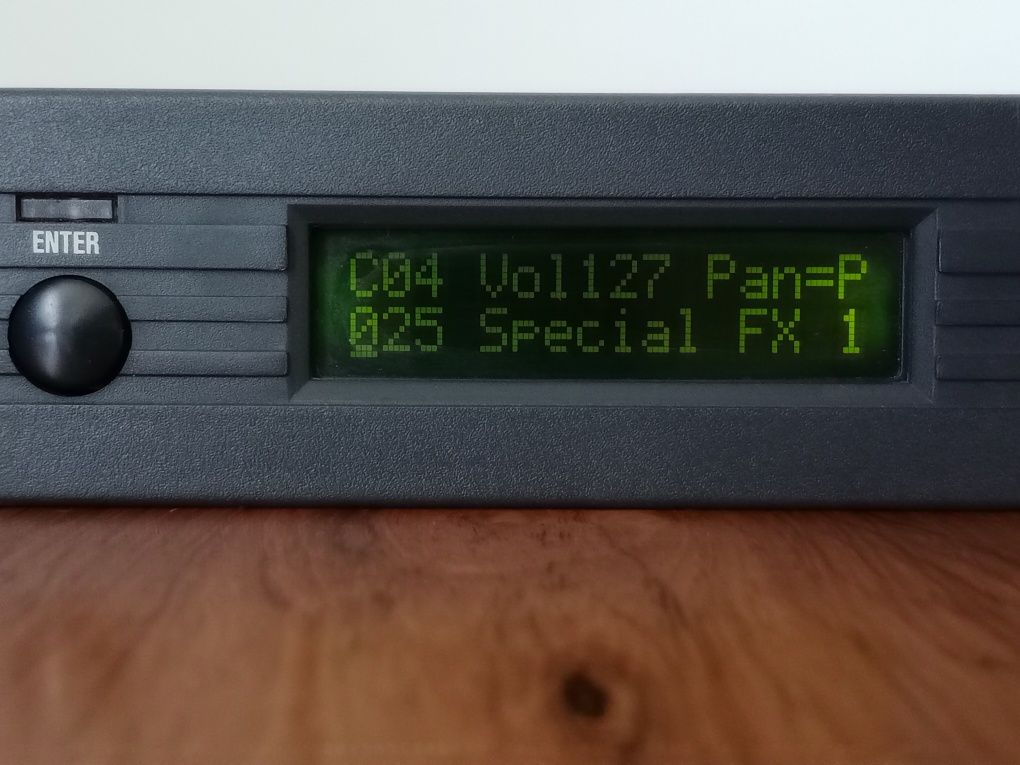 ENTER
C04 Vol127 Pan=P
025 Special FX 1